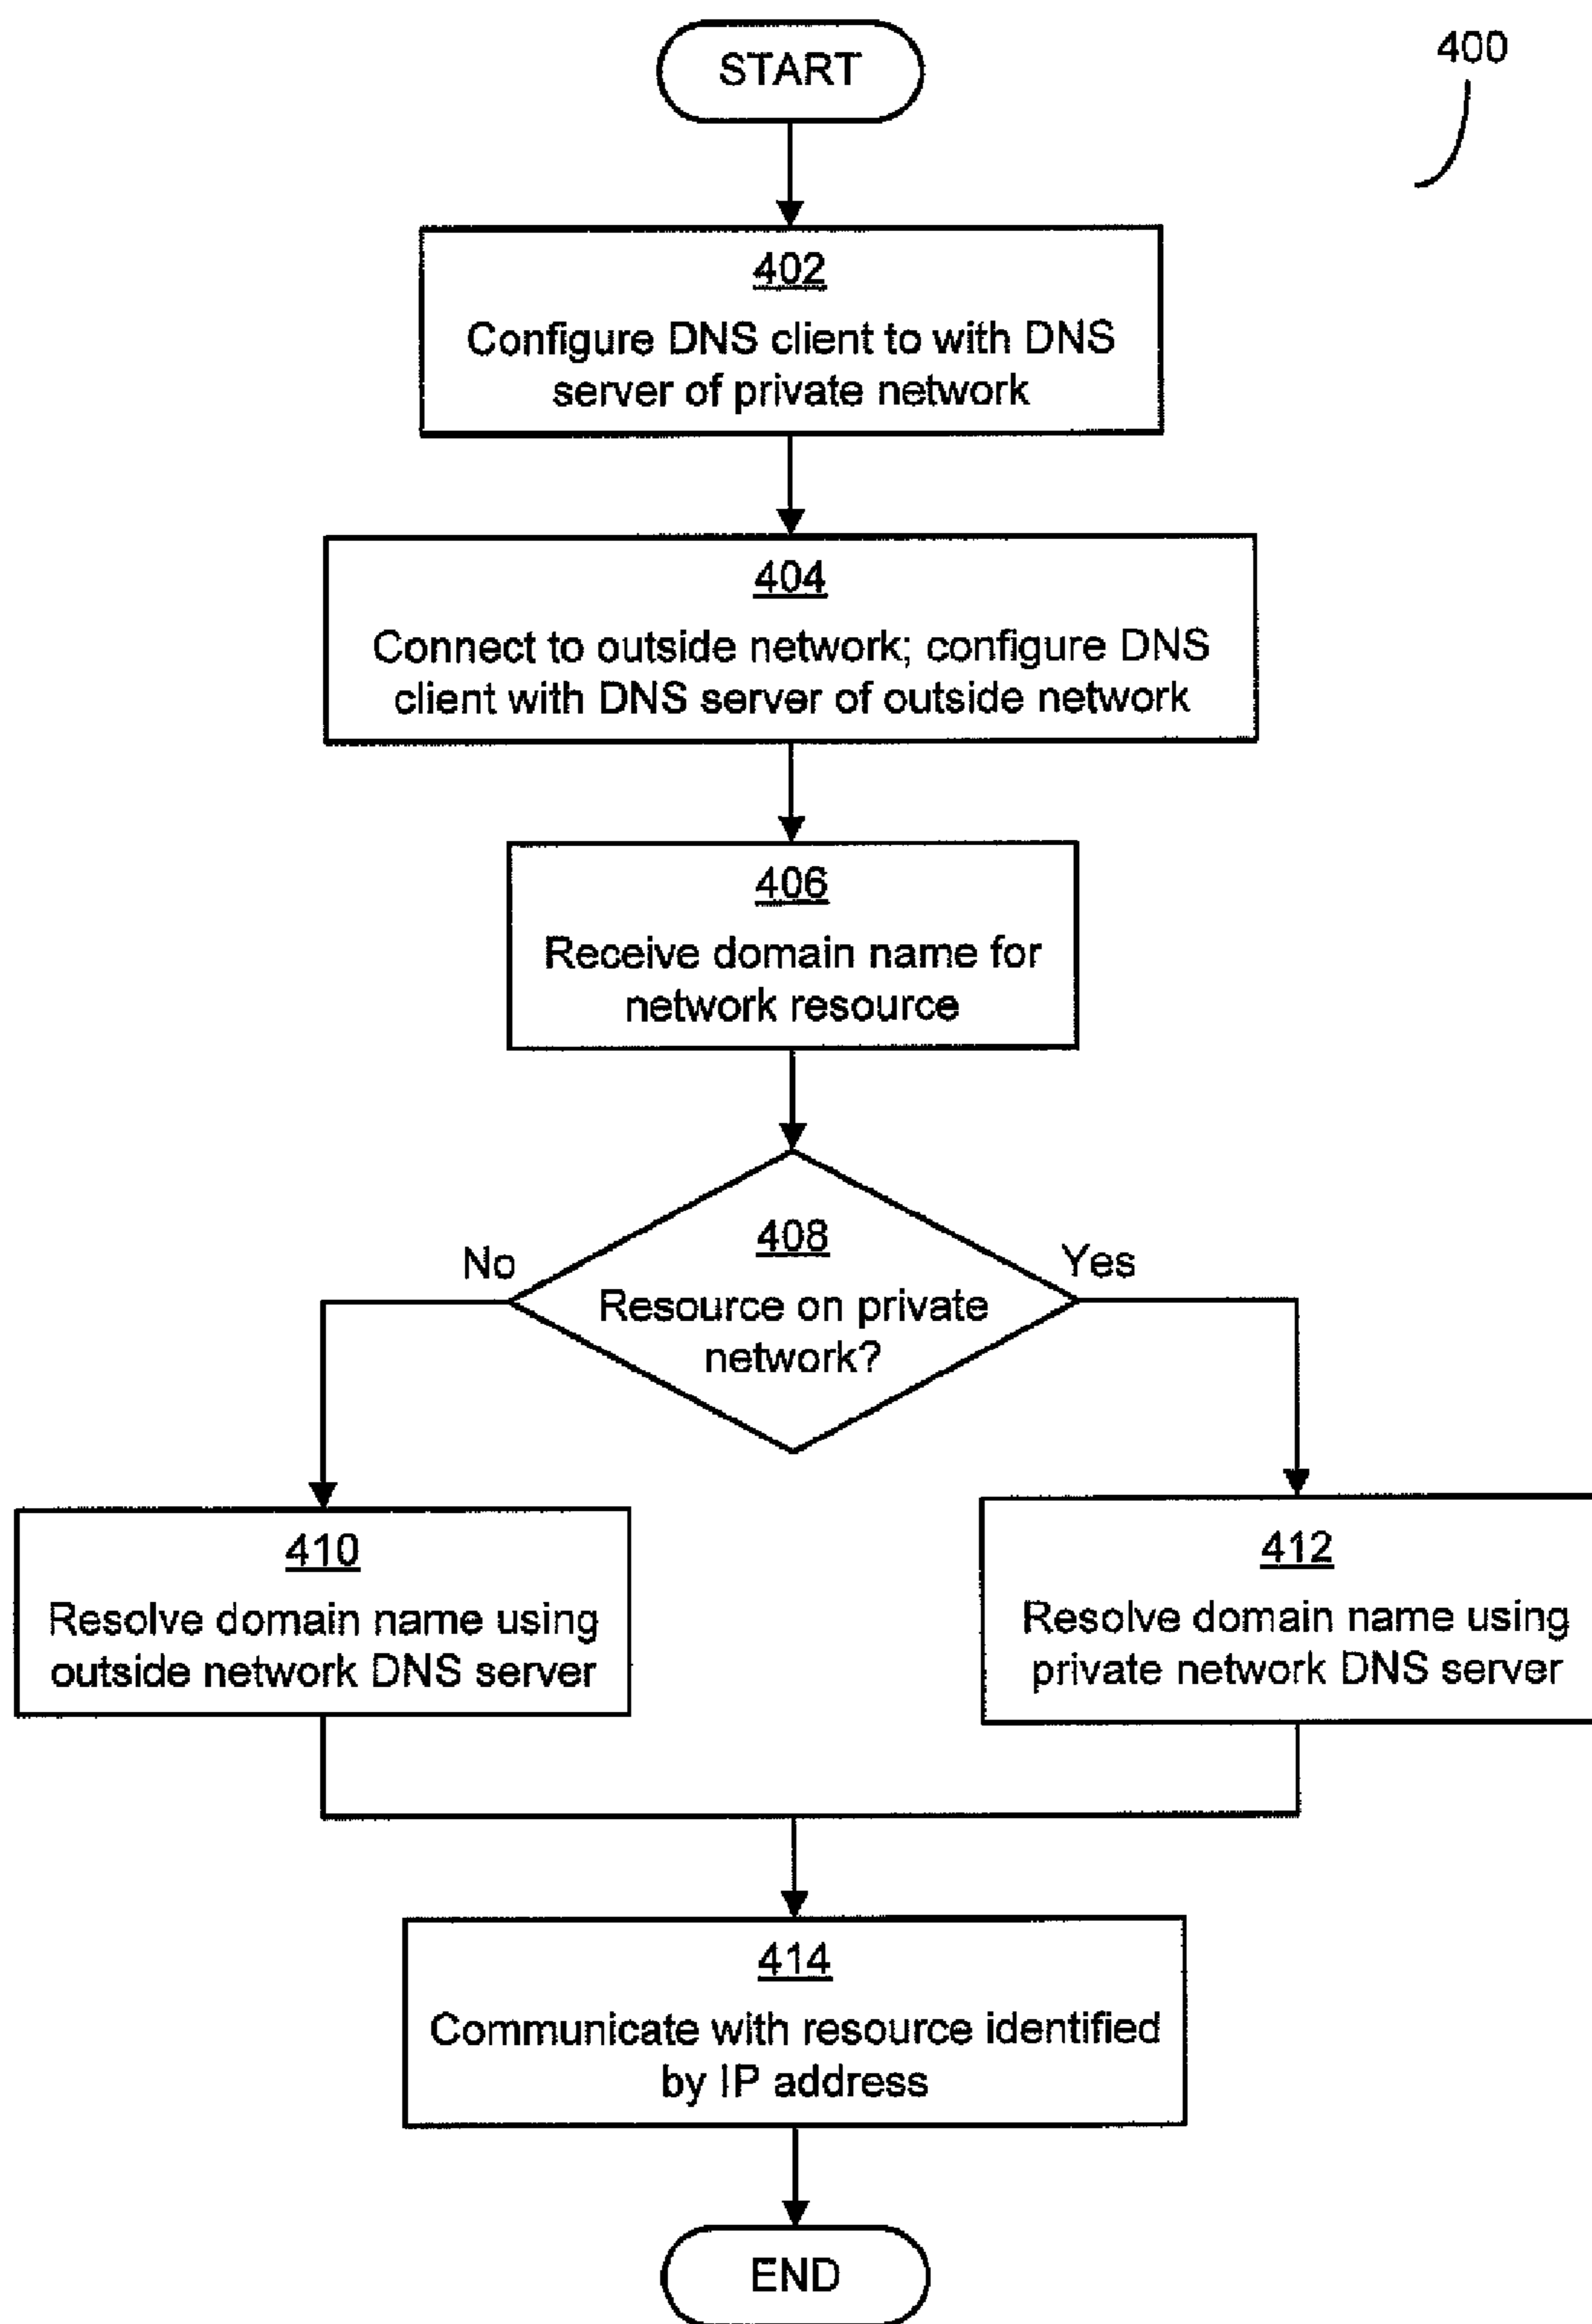 START
400
402
Configure DNS client to with DNS
server of private network
404
Connect to outside network; configure DNS
client with DNS server of outside network
406
Receive domain name for
network resource
408
No
Yes
Resource on private
network?
410
Resolve domain name using
outside network DNS server
412
Resolve domain name using
private network DNS server
414
Communicate with resource identified
by IP address
END